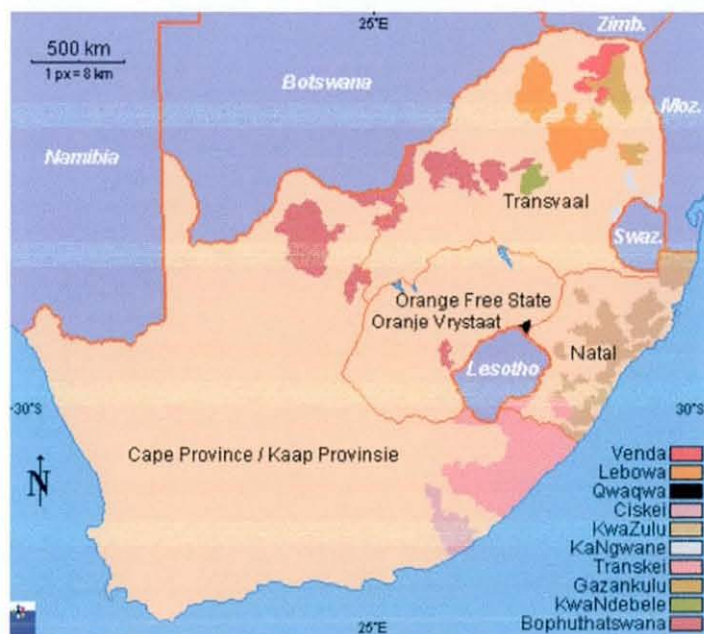 25°E
Zimb.
500 km
1 px = 8 km
Botswana
Moz.
Namibia
Transvaal
Swaz.
Orange Free State
Oranje Vrystaat
Natal
Lesotho
30°S
30°S
Cape Province / Kaap Provinsie
N
Venda
Lebowa
Qwaqwa
Ciskei
KwaZulu
KaNgwane
Transkei
Gazankulu
KwaNdebele
Bophuthatswana
25°E